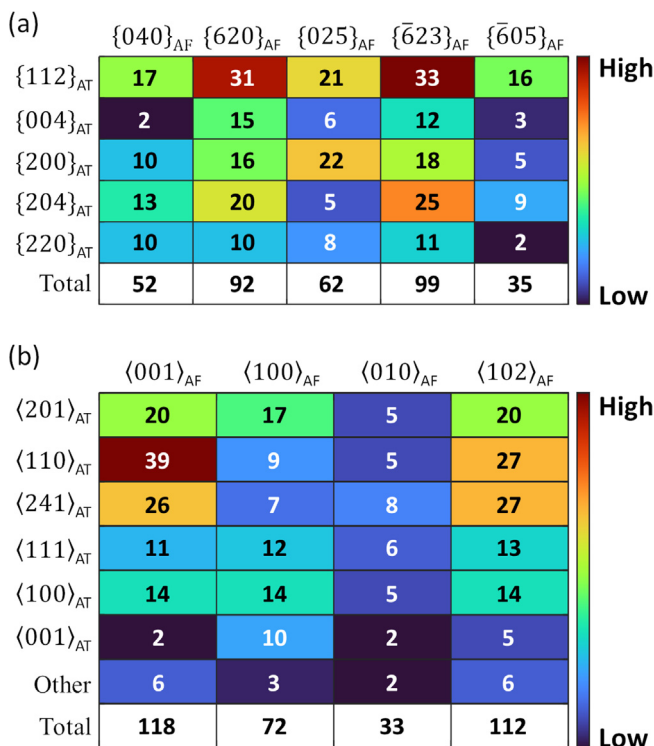 (a)
{040}AF {620}AF {025}AF {6̅23}AF {6̅05}AF
{112}AT 17 31 21 33 16 High
{004}AT 2 15 6 12 3
{200}AT 10 16 22 18 5
{204}AT 13 20 5 25 9
{220}AT 10 10 8 11 2
Total 52 92 62 99 35 Low
(b)
⟨001⟩AF ⟨100⟩AF ⟨010⟩AF ⟨102⟩AF
⟨201⟩AT 20 17 5 20 High
⟨110⟩AT 39 9 5 27
⟨241⟩AT 26 7 8 27
⟨111⟩AT 11 12 6 13
⟨100⟩AT 14 14 5 14
⟨001⟩AT 2 10 2 5
Other 6 3 2 6
Total 118 72 33 112 Low